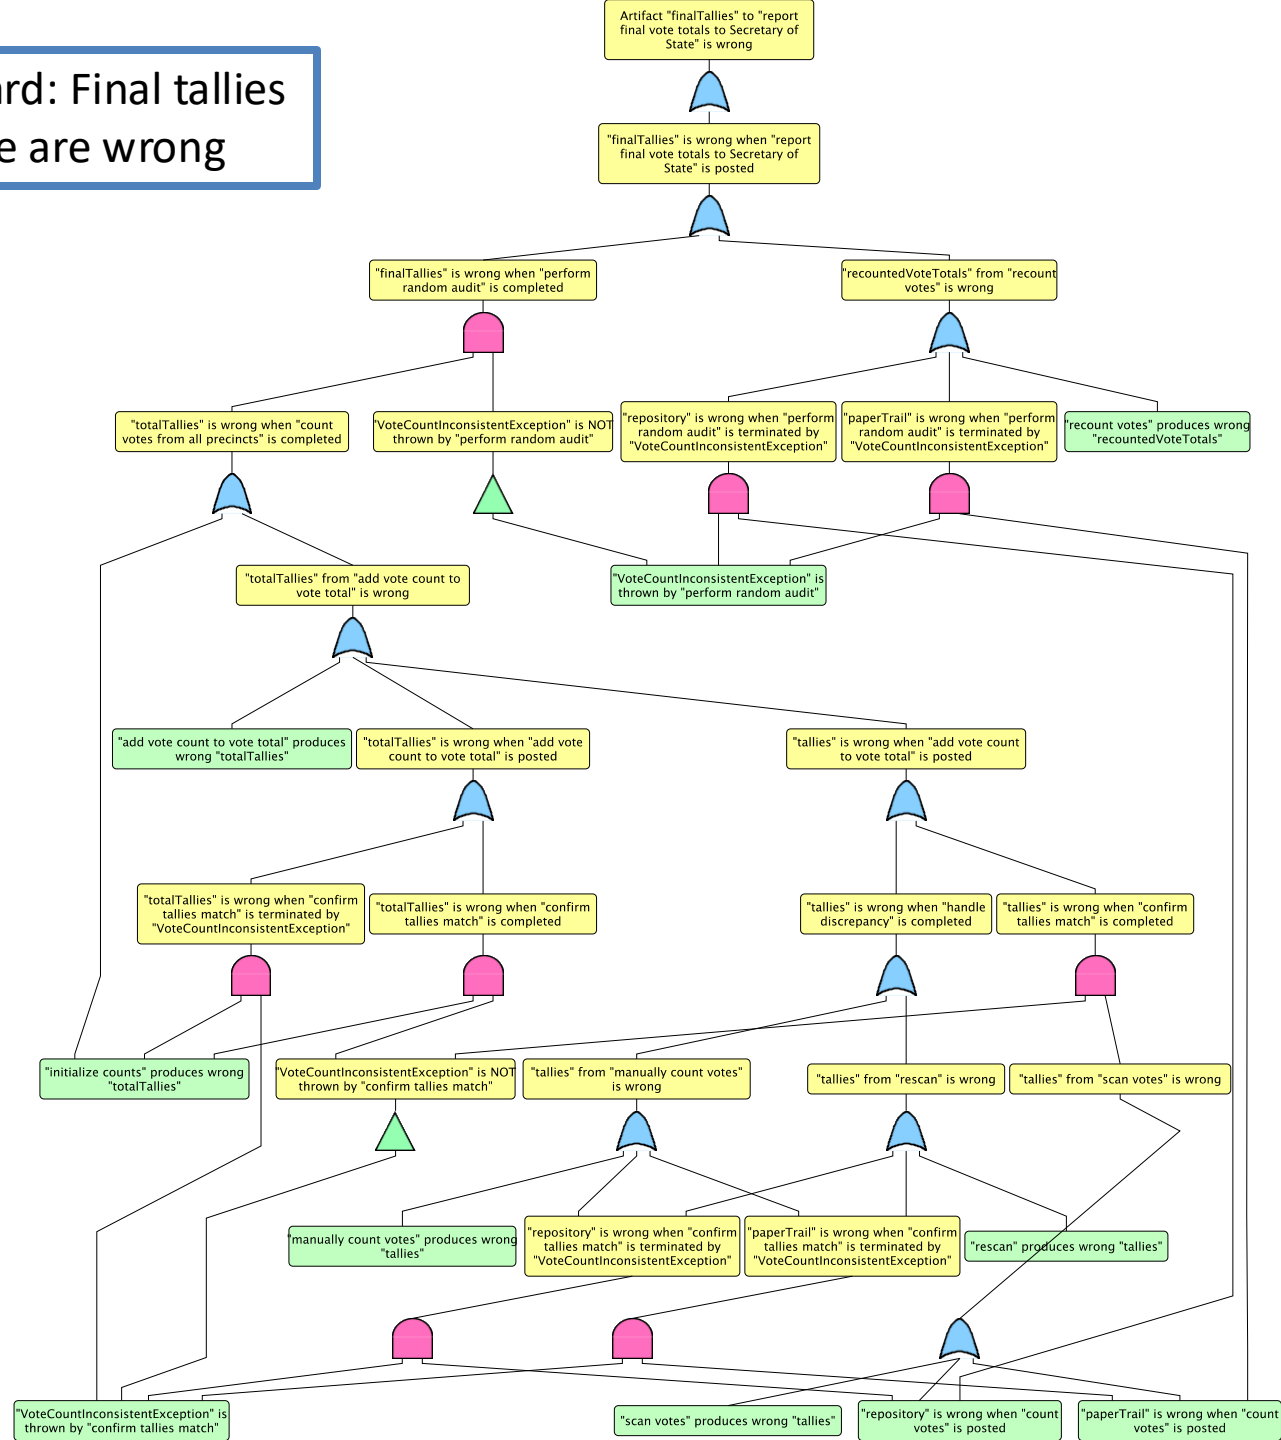 Artifact "finalTallies" to "report
final vote totals to Secretary of
State" is wrong
ard: Final tallies
e are wrong
"finalTallies" is wrong when "report
final vote totals to Secretary of
State" is posted
"finalTallies" is wrong when "perform
random audit" is completed
"recountedVoteTotals" from "recount
votes" is wrong
"totalTallies" is wrong when "count
votes from all precincts" is completed
"VoteCountInconsistentException" is NOT
thrown by "perform random audit"
"repository" is wrong when "perform
random audit" is terminated by
"VoteCountInconsistentException"
"paperTrail" is wrong when "perform
random audit" is terminated by
"VoteCountInconsistentException"
"recount votes" produces wrong
"recountedVoteTotals"
"totalTallies" from "add vote count to
vote total" is wrong
"VoteCountInconsistentException" is
thrown by "perform random audit"
"add vote count to vote total" produces
wrong "totalTallies"
"totalTallies" is wrong when "add vote
count to vote total" is posted
"tallies" is wrong when "add vote count
to vote total" is posted
"totalTallies" is wrong when "confirm
tallies match" is terminated by
"VoteCountInconsistentException"
"totalTallies" is wrong when "confirm
tallies match" is completed
"tallies" is wrong when "handle
discrepancy" is completed
"tallies" is wrong when "confirm
tallies match" is completed
"initialize counts" produces wrong
"totalTallies"
"VoteCountInconsistentException" is NOT
thrown by "confirm tallies match"
"tallies" from "manually count votes"
is wrong
"tallies" from "rescan" is wrong
"tallies" from "scan votes" is wrong
"manually count votes" produces wrong
"tallies"
"repository" is wrong when "confirm
tallies match" is terminated by
"VoteCountInconsistentException"
"paperTrail" is wrong when "confirm
tallies match" is terminated by
"VoteCountInconsistentException"
"rescan" produces wrong "tallies"
"VoteCountInconsistentException" is
thrown by "confirm tallies match"
"scan votes" produces wrong "tallies"
"repository" is wrong when "count
votes" is posted
"paperTrail" is wrong when "count
votes" is posted